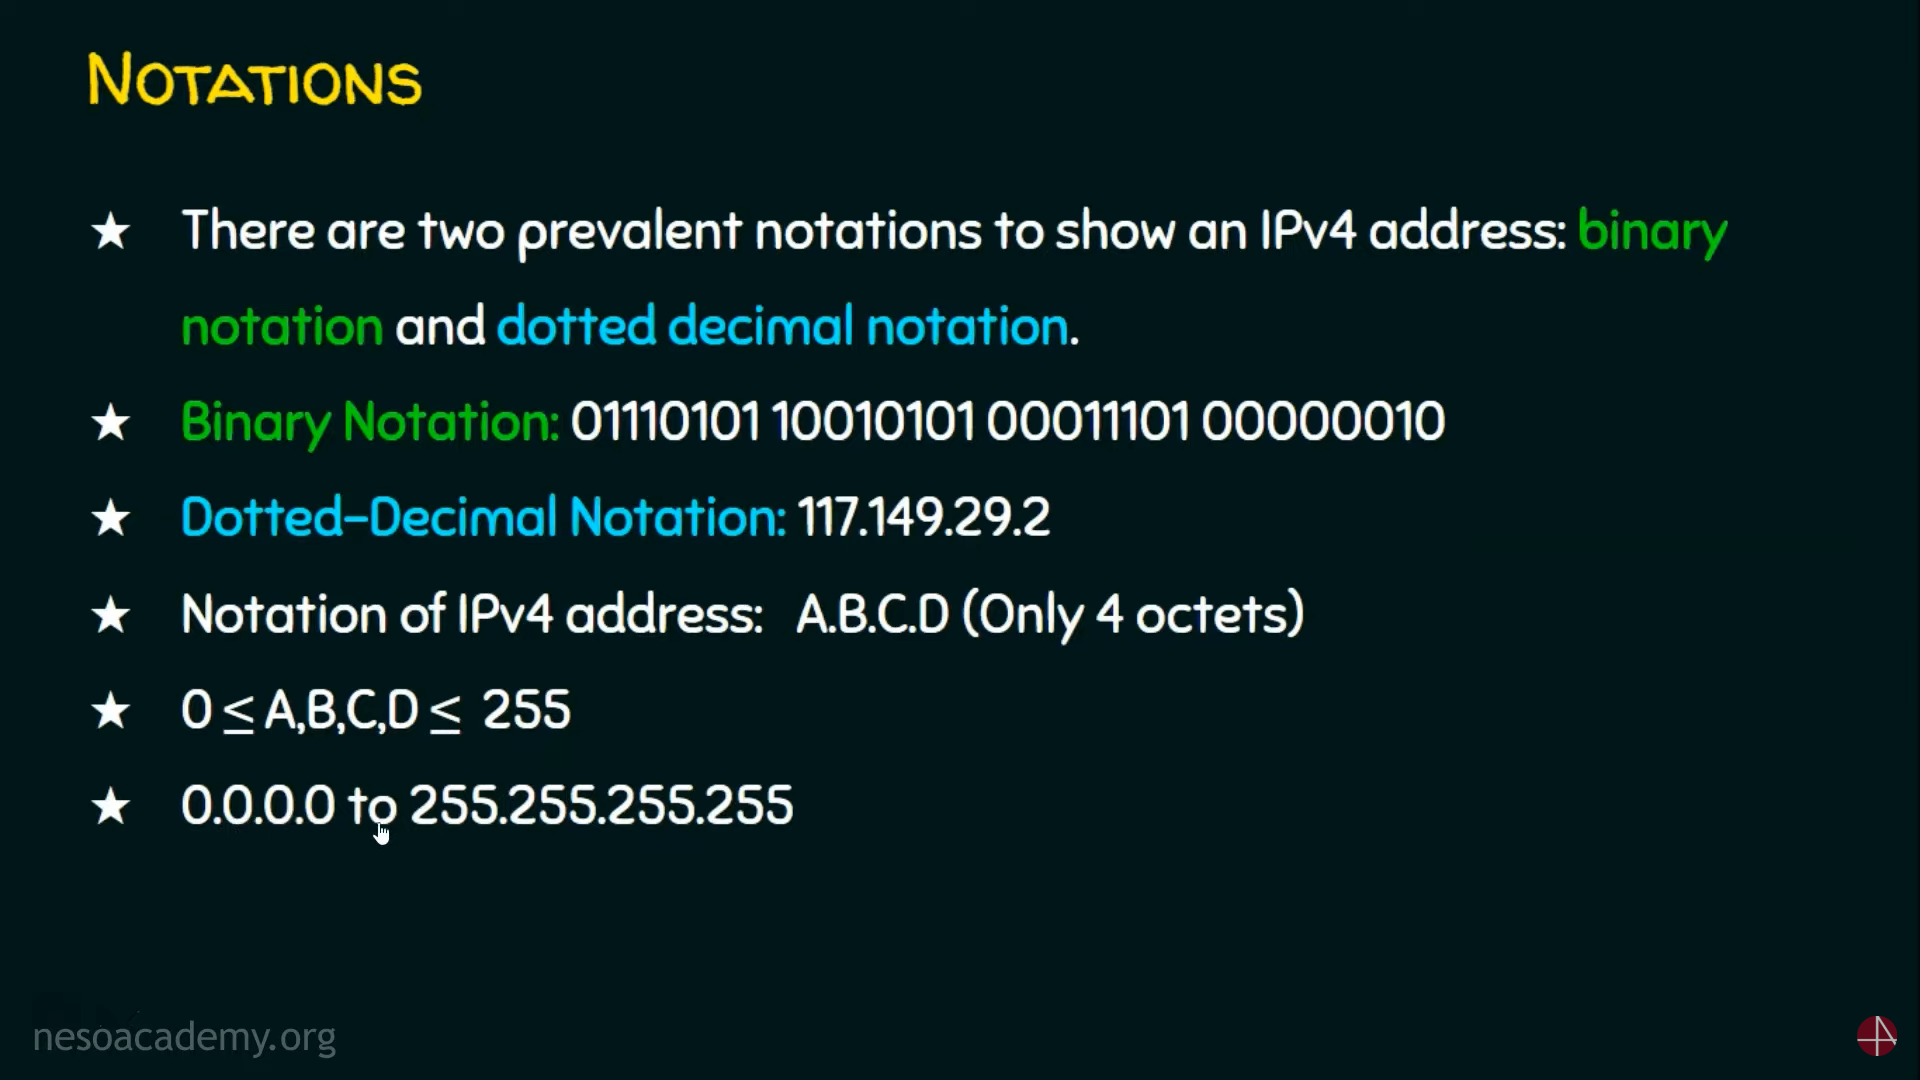 NOTATIONS
★ There are two prevalent notations to show an IPv4 address: binary
notation and dotted decimal notation.
★ Binary Notation: 01110101 10010101 00011101 00000010
★ Dotted-Decimal Notation: 117.149.29.2
★ Notation of IPv4 address: A.B.C.D (Only 4 octets)
★ 0 ≤ A,B,C,D ≤ 255
★ 0.0.0.0 to 255.255.255.255
nesoacademy.org